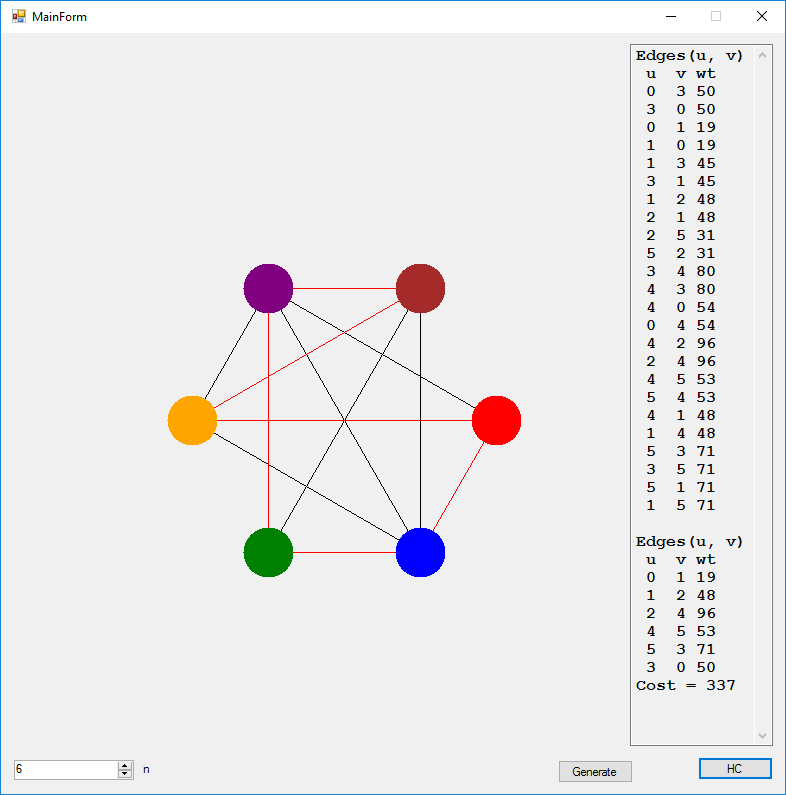 MainForm
Edges(u, v)
u v wt
0 3 50
3 0 50
0 1 19
1 0 19
1 3 45
3 1 45
1 2 48
2 1 48
2 5 31
5 2 31
3 4 80
4 3 80
4 0 54
0 4 54
4 2 96
2 4 96
4 5 53
5 4 53
4 1 48
1 4 48
5 3 71
3 5 71
5 1 71
1 5 71
Edges(u, v)
u v wt
0 1 19
1 2 48
2 4 96
4 5 53
5 3 71
3 0 50
Cost = 337
6 n
Generate
HC